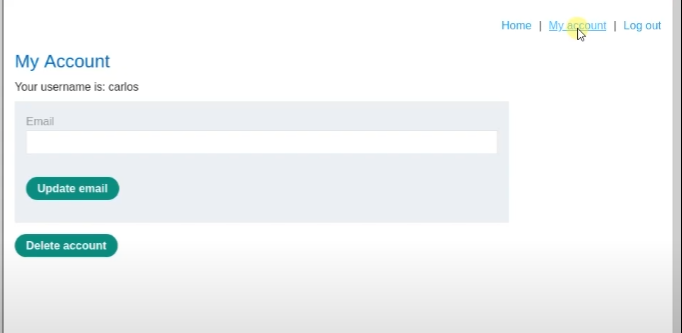 Home | My account | Log out
My Account
Your username is: carlos
Email
Update email
Delete account